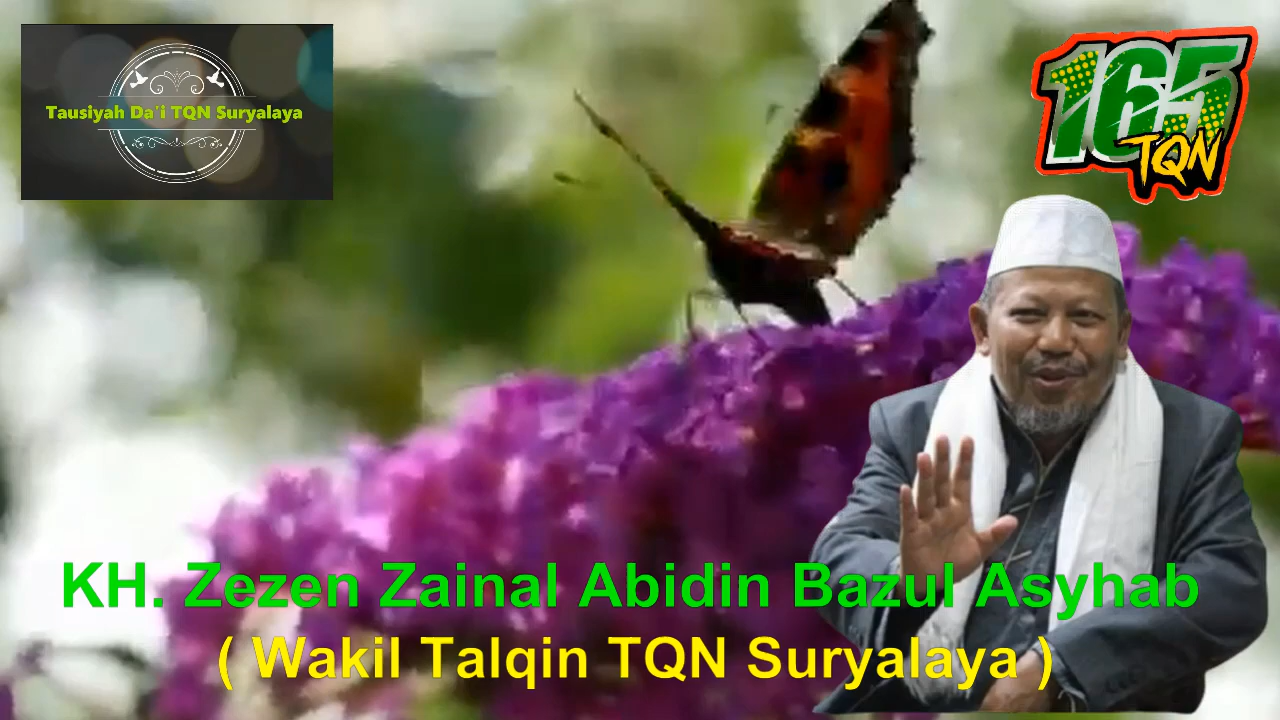 Tausiyah Da'i TQN Suryalaya
165
TQN
KH. Zezen Zainal Abidin Bazul Asyhab
( Wakil Talqin TQN Suryalaya )